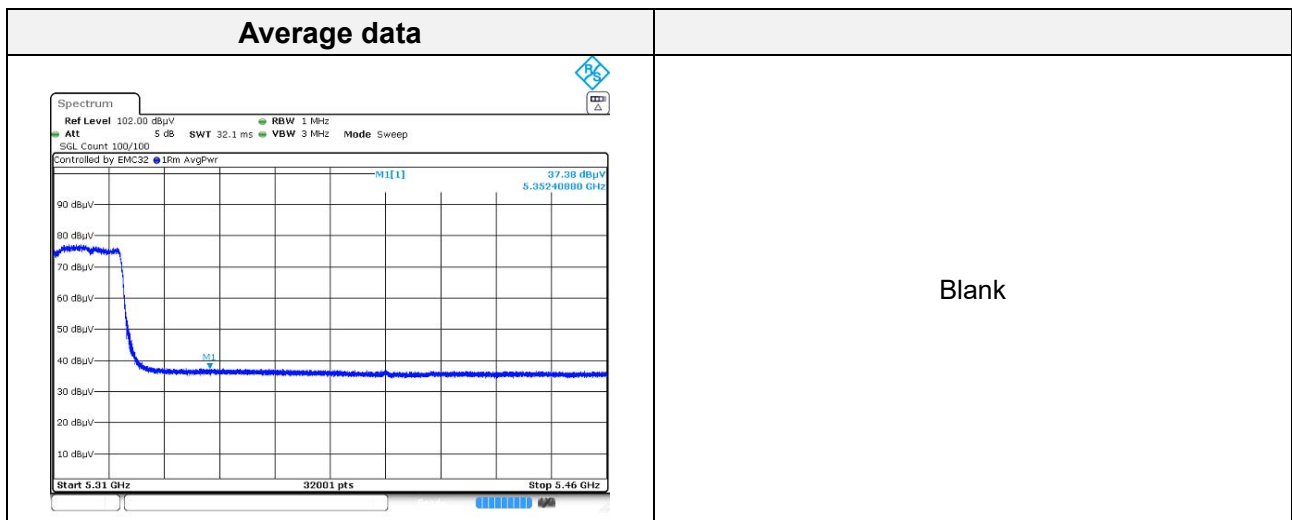 Average data
R&S
Spectrum
Ref Level 102.00 dBµV RBW 1 MHz
Att 5 dB SWT 32.1 ms VBW 3 MHz Mode Sweep
SGL Count 100/100
Controlled by EMC32 1Rm AvgPwr
M1[1] 37.38 dBµV
5.35240880 GHz
90 dBµV
80 dBµV
70 dBµV
60 dBµV
50 dBµV
M1
40 dBµV
30 dBµV
20 dBµV
10 dBµV
Start 5.31 GHz 32001 pts Stop 5.46 GHz
Blank